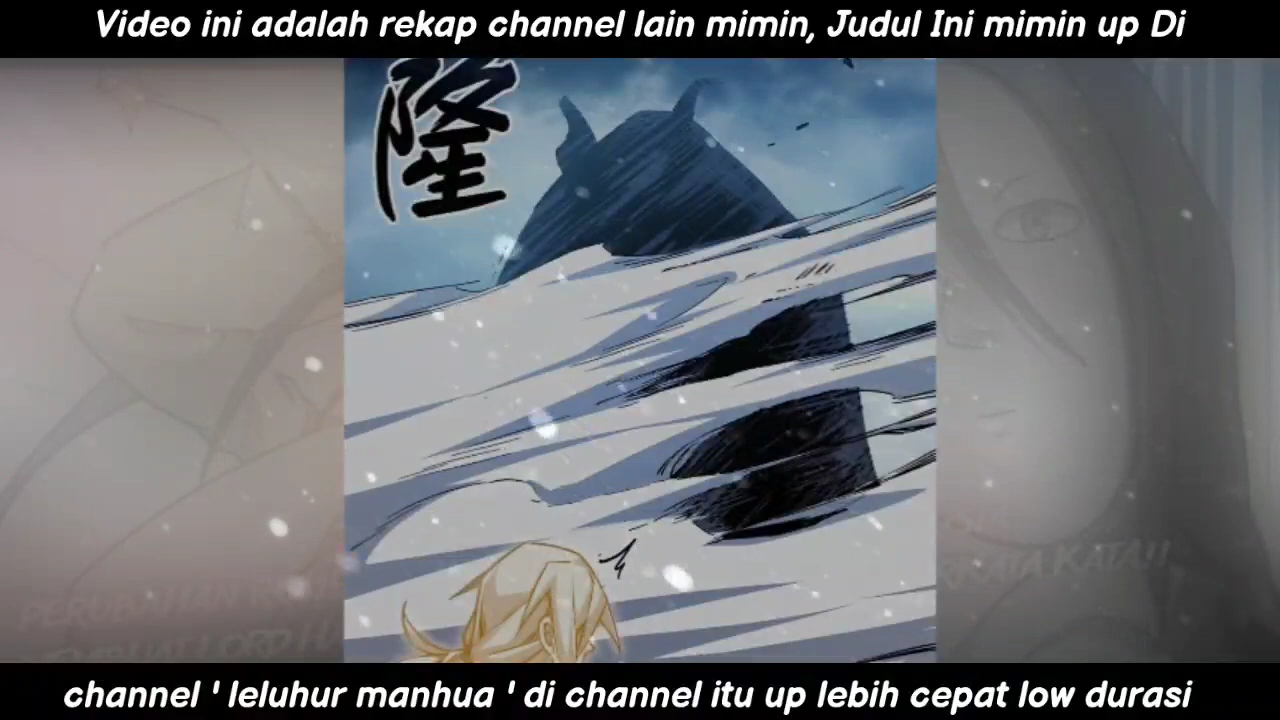 Video ini adalah rekap channel lain mimin, Judul Ini mimin up Di
隆
channel ' leluhur manhua ' di channel itu up lebih cepat low durasi